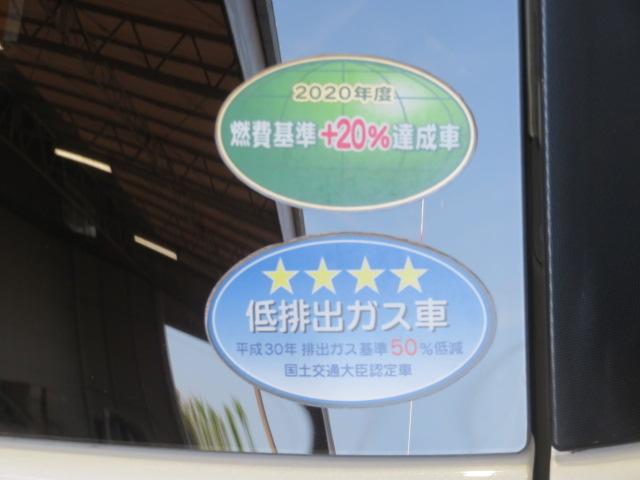 2020年度
燃費基準+20%達成車
低排出ガス車
平成30年 排出ガス基準50%低減
国土交通大臣認定車